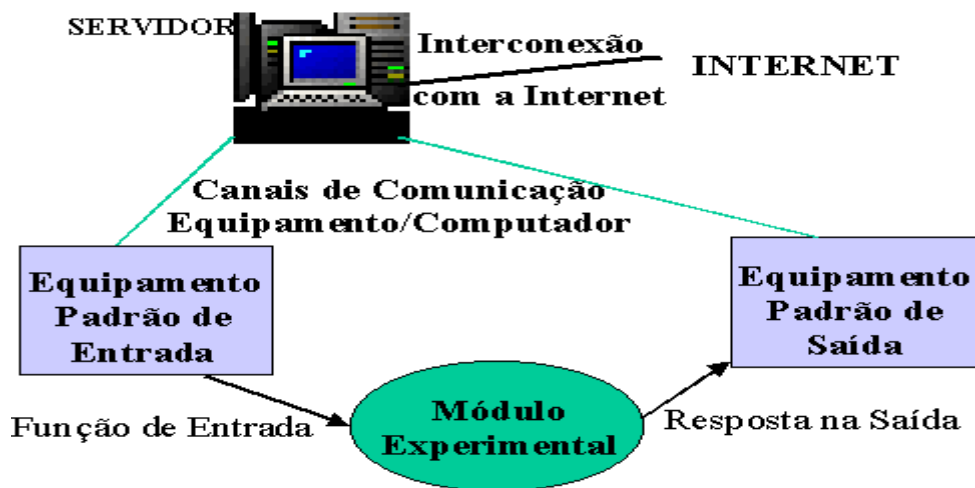 SERVIDOR
Interconexão
com a Internet
INTERNET
Canais de Comunicação
Equipamento/Computador
Equipamento
Padrão de
Entrada
Equipamento
Padrão de
Saída
Função de Entrada
Módulo
Experimental
Resposta na Saída